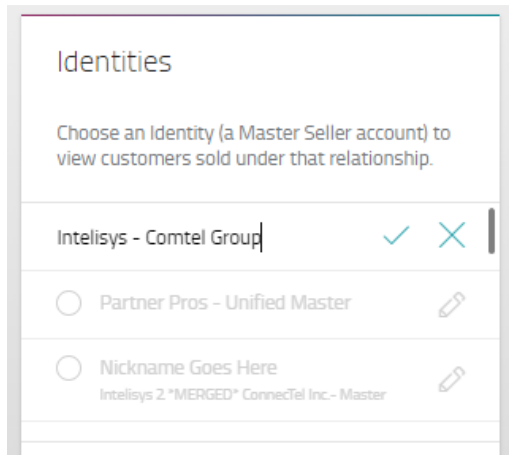 Identities
Choose an Identity (a Master Seller account) to
view customers sold under that relationship.
Intelisys - Comtel Group
Partner Pros - Unified Master
Nickname Goes Here
Intelisys 2 *MERGED* ConnecTel Inc.- Master